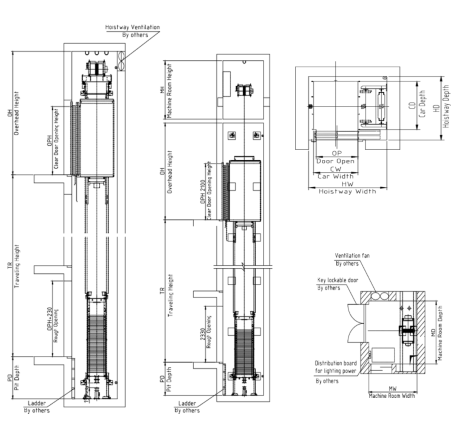 Hoistway Ventilation
By others
OH
Overhead Height
OPH
Clear Door Opening Height
TR
Traveling Height
OPH+230
Rough Opening
PD
Pit Depth
Ladder
By others
MH
Machine Room Height
OH
Overhead Height
OPH 2100
Clear Door Opening Height
TR
Traveling Height
2330
Rough Opening
PD
Pit Depth
Ladder
By others
CD
Car Depth
HD
Hoistway Depth
OP
Door Open
CW
Car Width
HW
Hoistway Width
Ventilation fan
By others
Key lockable door
By others
Distribution board
for lighting power
By others
MD
Machine Room Depth
MW
Machine Room Width